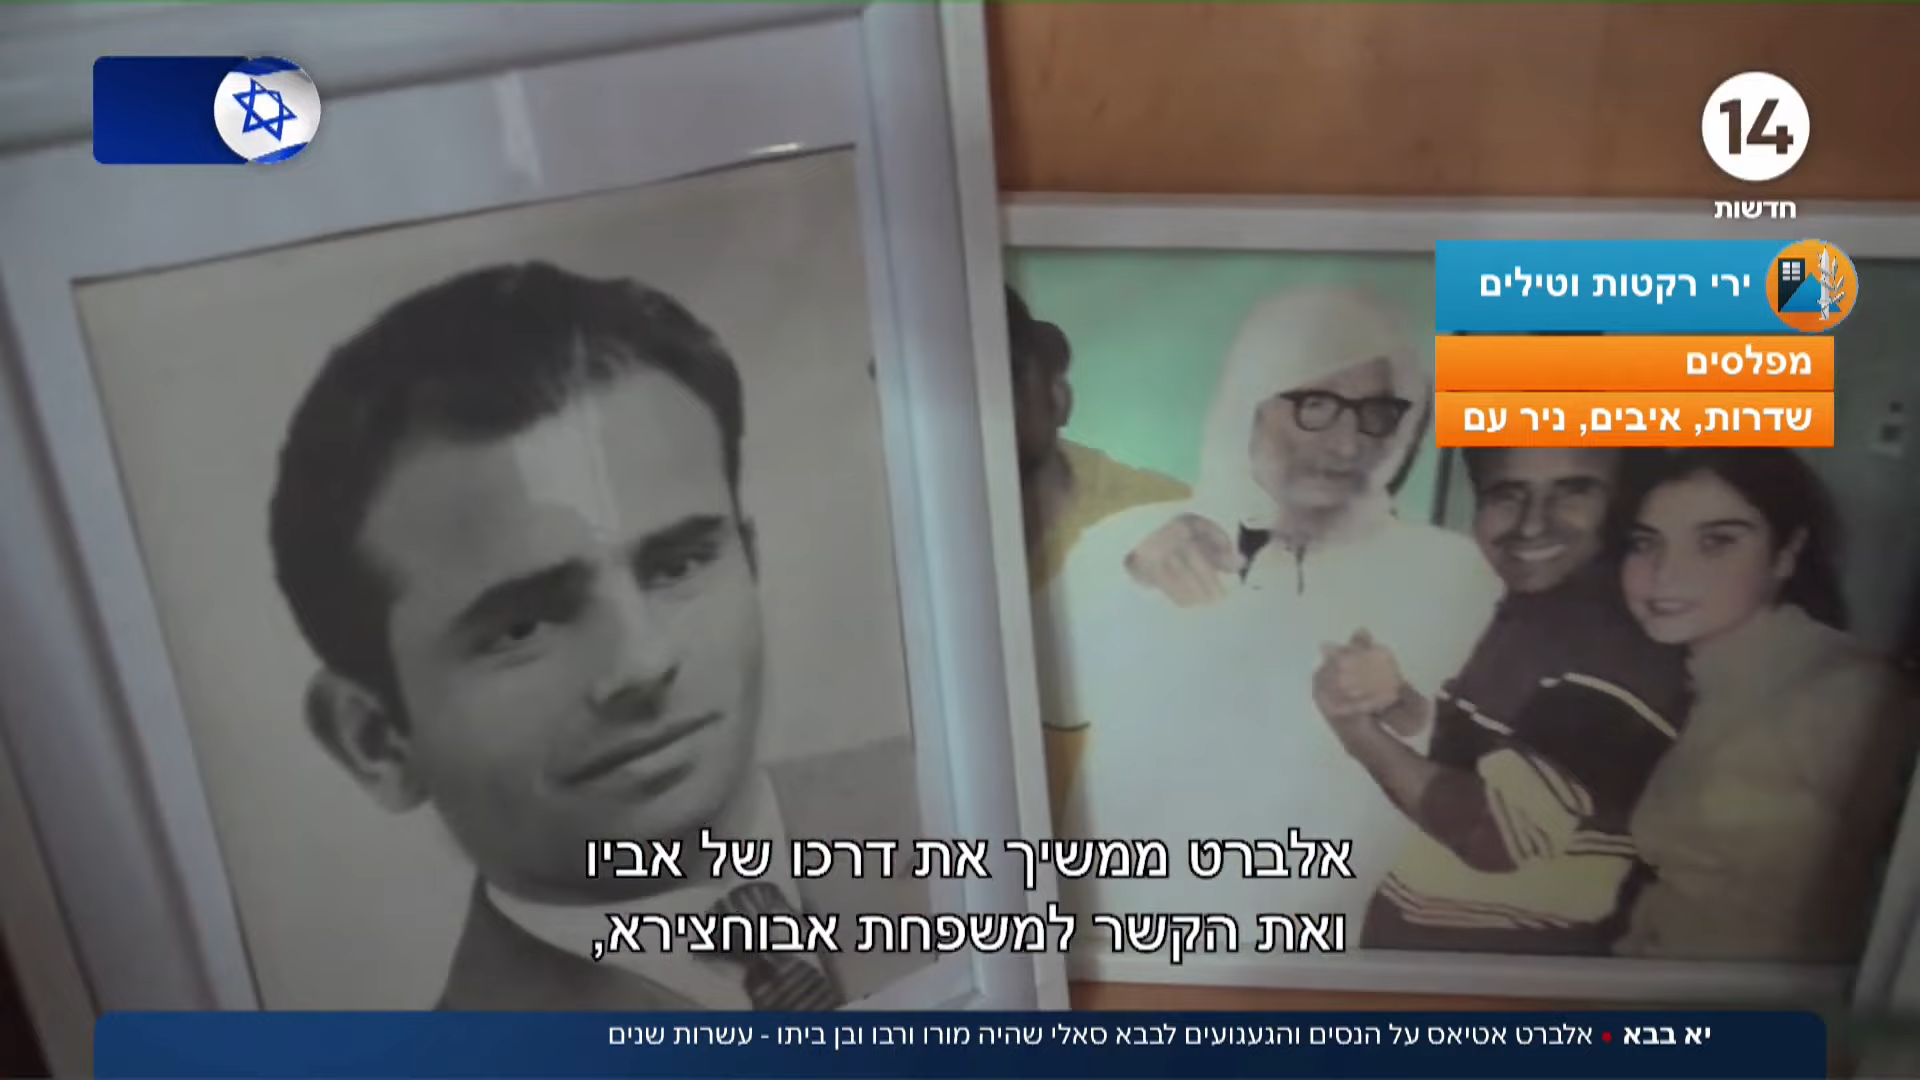 14
חדשות
ירי רקטות וטילים
מפלסים
שדרות, איבים, ניר עם
אלברט ממשיך את דרכו של אביו
ואת הקשר למשפחת אבוחצירא,
יא בבא • אלברט אטיאס על הנסים והגעגועים לבבא סאלי שהיה מורו ורבו ובן ביתו - עשרות שנים